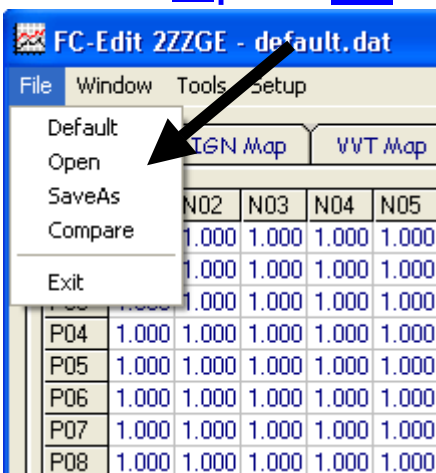 FC-Edit 2ZZGE - default.dat
File Window Tools Setup
Default
Open
SaveAs
Compare
Exit
IGN Map VVT Map
N02 N03 N04 N05
1.000 1.000 1.000 1.000
1.000 1.000 1.000 1.000
1.000 1.000 1.000 1.000
P04 1.000 1.000 1.000 1.000 1.000
P05 1.000 1.000 1.000 1.000 1.000
P06 1.000 1.000 1.000 1.000 1.000
P07 1.000 1.000 1.000 1.000 1.000
P08 1.000 1.000 1.000 1.000 1.000